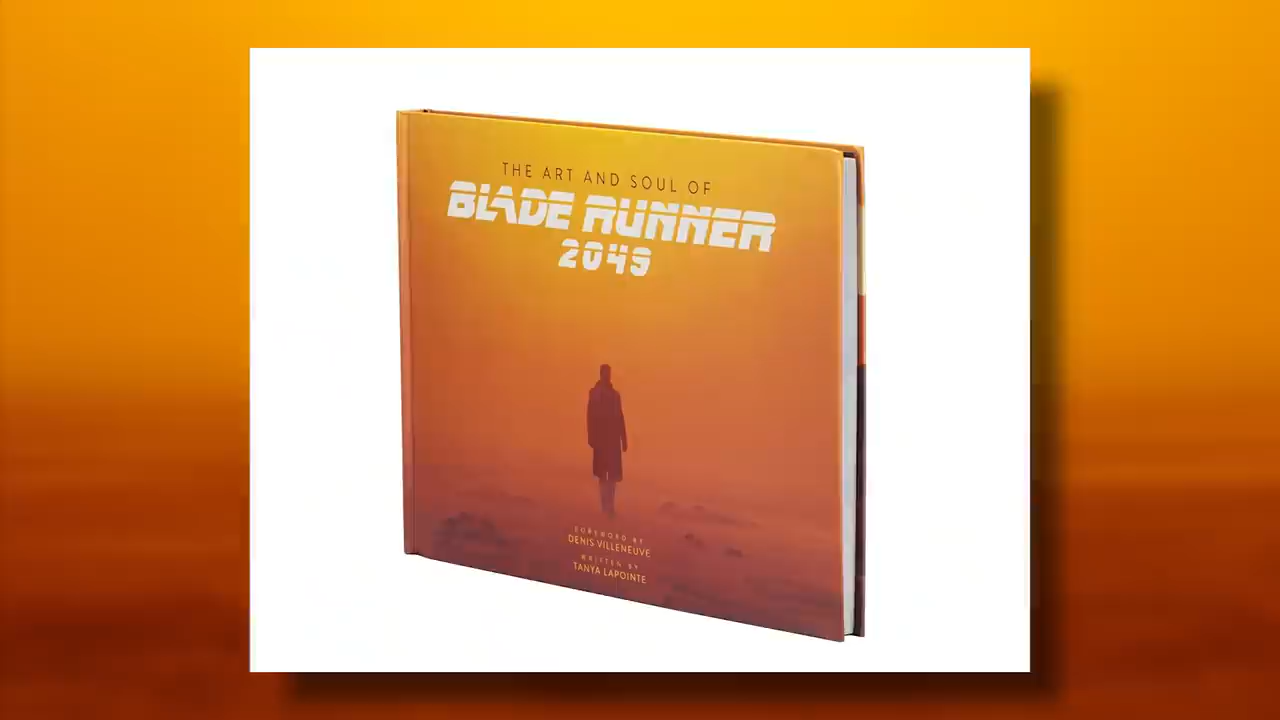 THE ART AND SOUL OF
BLADE RUNNER
2049
FOREWORD BY
DENIS VILLENEUVE
WRITTEN BY
TANYA LAPOINTE